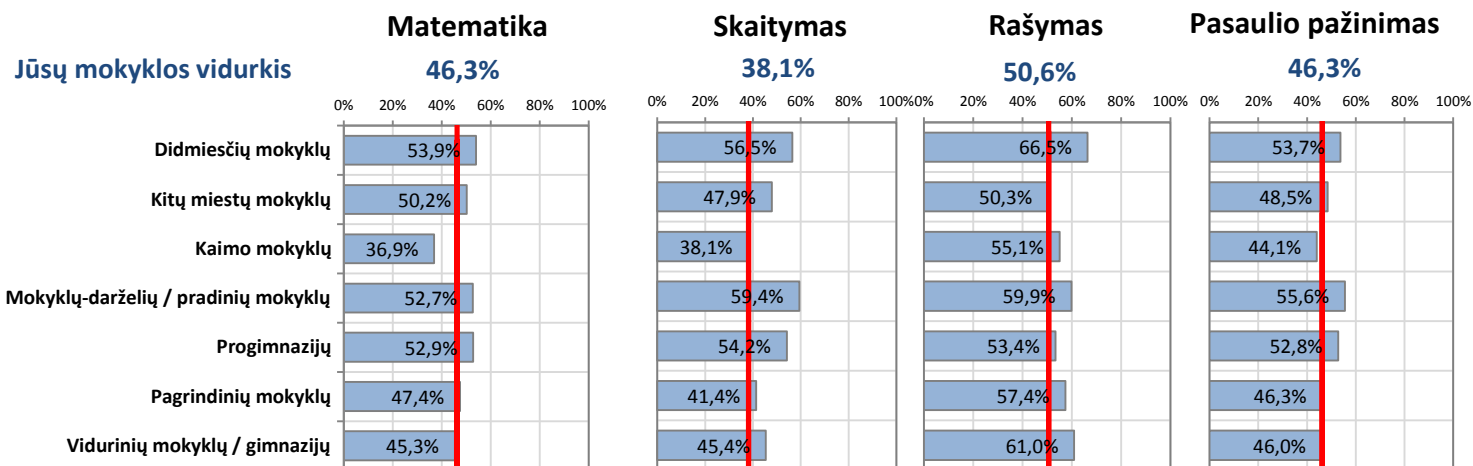 Matematika Skaitymas Rašymas Pasaulio pažinimas
Jūsų mokyklos vidurkis 46,3% 38,1% 50,6% 46,3%
0% 20% 40% 60% 80% 100% 0% 20% 40% 60% 80% 100% 0% 20% 40% 60% 80% 100% 0% 20% 40% 60% 80% 100%
Didmiesčių mokyklų 53,9% 56,5% 66,5% 53,7%
Kitų miestų mokyklų 50,2% 47,9% 50,3% 48,5%
Kaimo mokyklų 36,9% 38,1% 55,1% 44,1%
Mokyklų-darželių / pradinių mokyklų 52,7% 59,4% 59,9% 55,6%
Progimnazijų 52,9% 54,2% 53,4% 52,8%
Pagrindinių mokyklų 47,4% 41,4% 57,4% 46,3%
Vidurinių mokyklų / gimnazijų 45,3% 45,4% 61,0% 46,0%